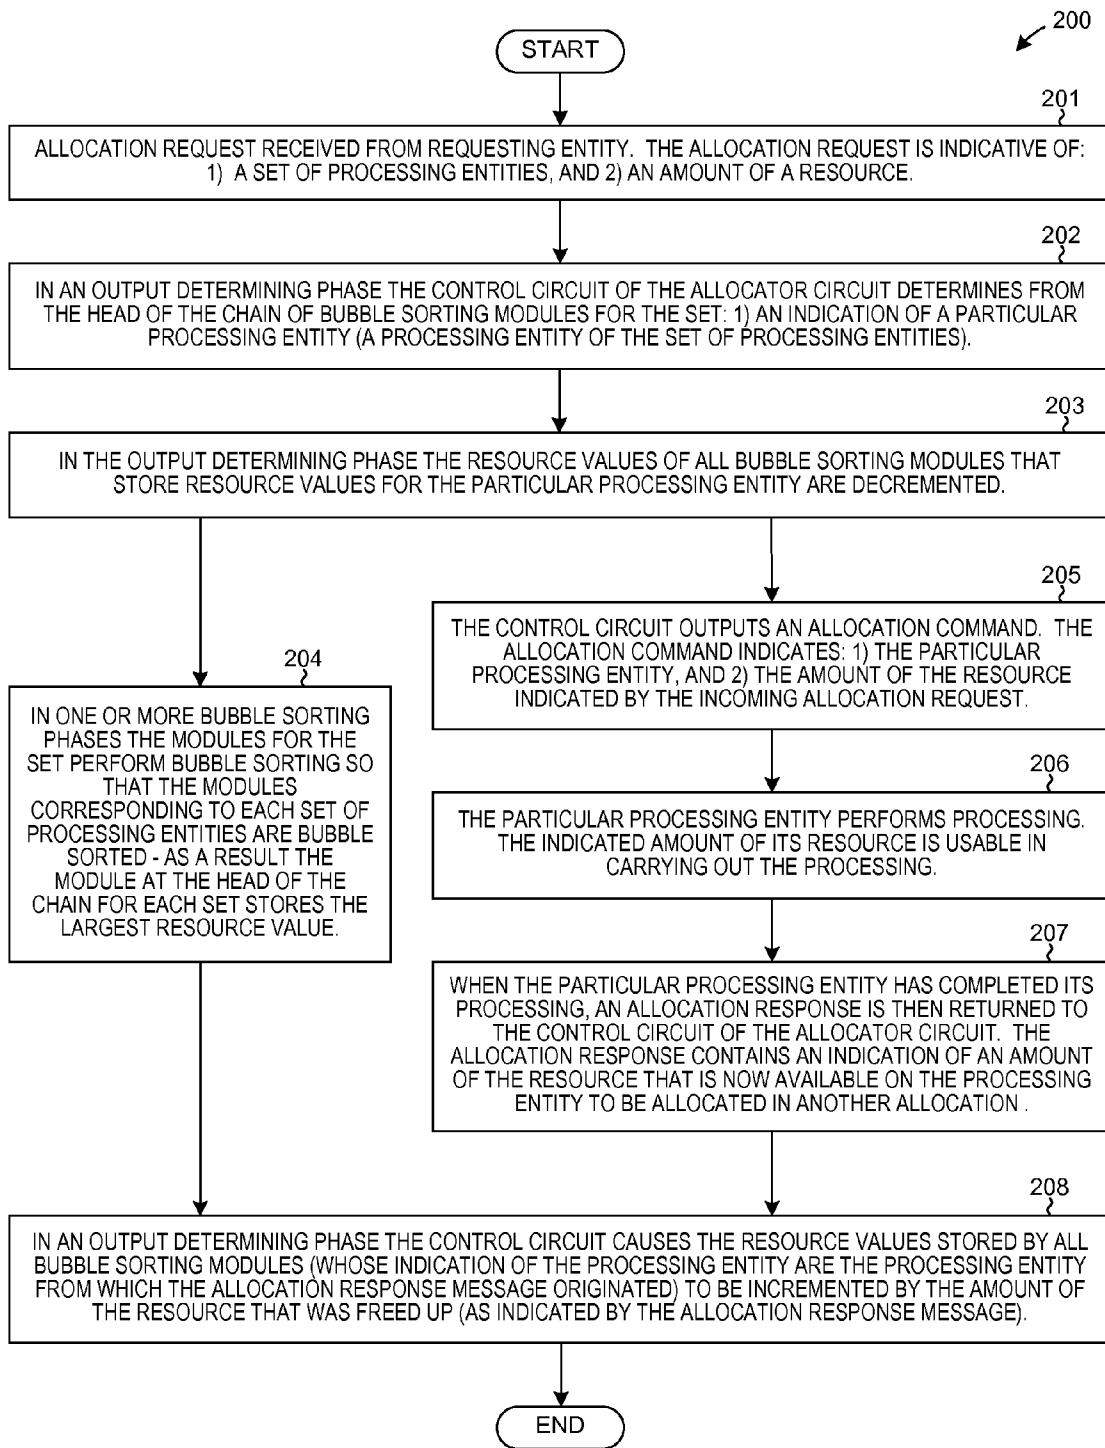 200
START
201
ALLOCATION REQUEST RECEIVED FROM REQUESTING ENTITY. THE ALLOCATION REQUEST IS INDICATIVE OF:
1) A SET OF PROCESSING ENTITIES, AND 2) AN AMOUNT OF A RESOURCE.
202
IN AN OUTPUT DETERMINING PHASE THE CONTROL CIRCUIT OF THE ALLOCATOR CIRCUIT DETERMINES FROM
THE HEAD OF THE CHAIN OF BUBBLE SORTING MODULES FOR THE SET: 1) AN INDICATION OF A PARTICULAR
PROCESSING ENTITY (A PROCESSING ENTITY OF THE SET OF PROCESSING ENTITIES).
203
IN THE OUTPUT DETERMINING PHASE THE RESOURCE VALUES OF ALL BUBBLE SORTING MODULES THAT
STORE RESOURCE VALUES FOR THE PARTICULAR PROCESSING ENTITY ARE DECREMENTED.
204
IN ONE OR MORE BUBBLE SORTING
PHASES THE MODULES FOR THE
SET PERFORM BUBBLE SORTING SO
THAT THE MODULES
CORRESPONDING TO EACH SET OF
PROCESSING ENTITIES ARE BUBBLE
SORTED - AS A RESULT THE
MODULE AT THE HEAD OF THE
CHAIN FOR EACH SET STORES THE
LARGEST RESOURCE VALUE.
205
THE CONTROL CIRCUIT OUTPUTS AN ALLOCATION COMMAND. THE
ALLOCATION COMMAND INDICATES: 1) THE PARTICULAR
PROCESSING ENTITY, AND 2) THE AMOUNT OF THE RESOURCE
INDICATED BY THE INCOMING ALLOCATION REQUEST.
206
THE PARTICULAR PROCESSING ENTITY PERFORMS PROCESSING.
THE INDICATED AMOUNT OF ITS RESOURCE IS USABLE IN
CARRYING OUT THE PROCESSING.
207
WHEN THE PARTICULAR PROCESSING ENTITY HAS COMPLETED ITS
PROCESSING, AN ALLOCATION RESPONSE IS THEN RETURNED TO
THE CONTROL CIRCUIT OF THE ALLOCATOR CIRCUIT. THE
ALLOCATION RESPONSE CONTAINS AN INDICATION OF AN AMOUNT
OF THE RESOURCE THAT IS NOW AVAILABLE ON THE PROCESSING
ENTITY TO BE ALLOCATED IN ANOTHER ALLOCATION .
208
IN AN OUTPUT DETERMINING PHASE THE CONTROL CIRCUIT CAUSES THE RESOURCE VALUES STORED BY ALL
BUBBLE SORTING MODULES (WHOSE INDICATION OF THE PROCESSING ENTITY ARE THE PROCESSING ENTITY
FROM WHICH THE ALLOCATION RESPONSE MESSAGE ORIGINATED) TO BE INCREMENTED BY THE AMOUNT OF
THE RESOURCE THAT WAS FREED UP (AS INDICATED BY THE ALLOCATION RESPONSE MESSAGE).
END